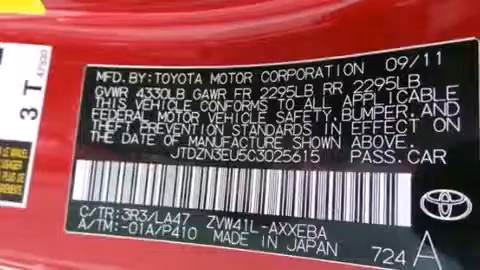 3 T
47930
MFD. BY: TOYOTA MOTOR CORPORATION 09/11
GVWR 4330LB GAWR FR 2295LB RR 2295LB
THIS VEHICLE CONFORMS TO ALL APPLICABLE
FEDERAL MOTOR VEHICLE SAFETY, BUMPER, AND
THEFT PREVENTION STANDARDS IN EFFECT ON
THE DATE OF MANUFACTURE SHOWN ABOVE.
JTDZN3EU5C3025615 PASS. CAR
C/TR: 3R3/LA47 ZVW41L-AXXEBA
A/TM: -01A/P410 MADE IN JAPAN
724 A